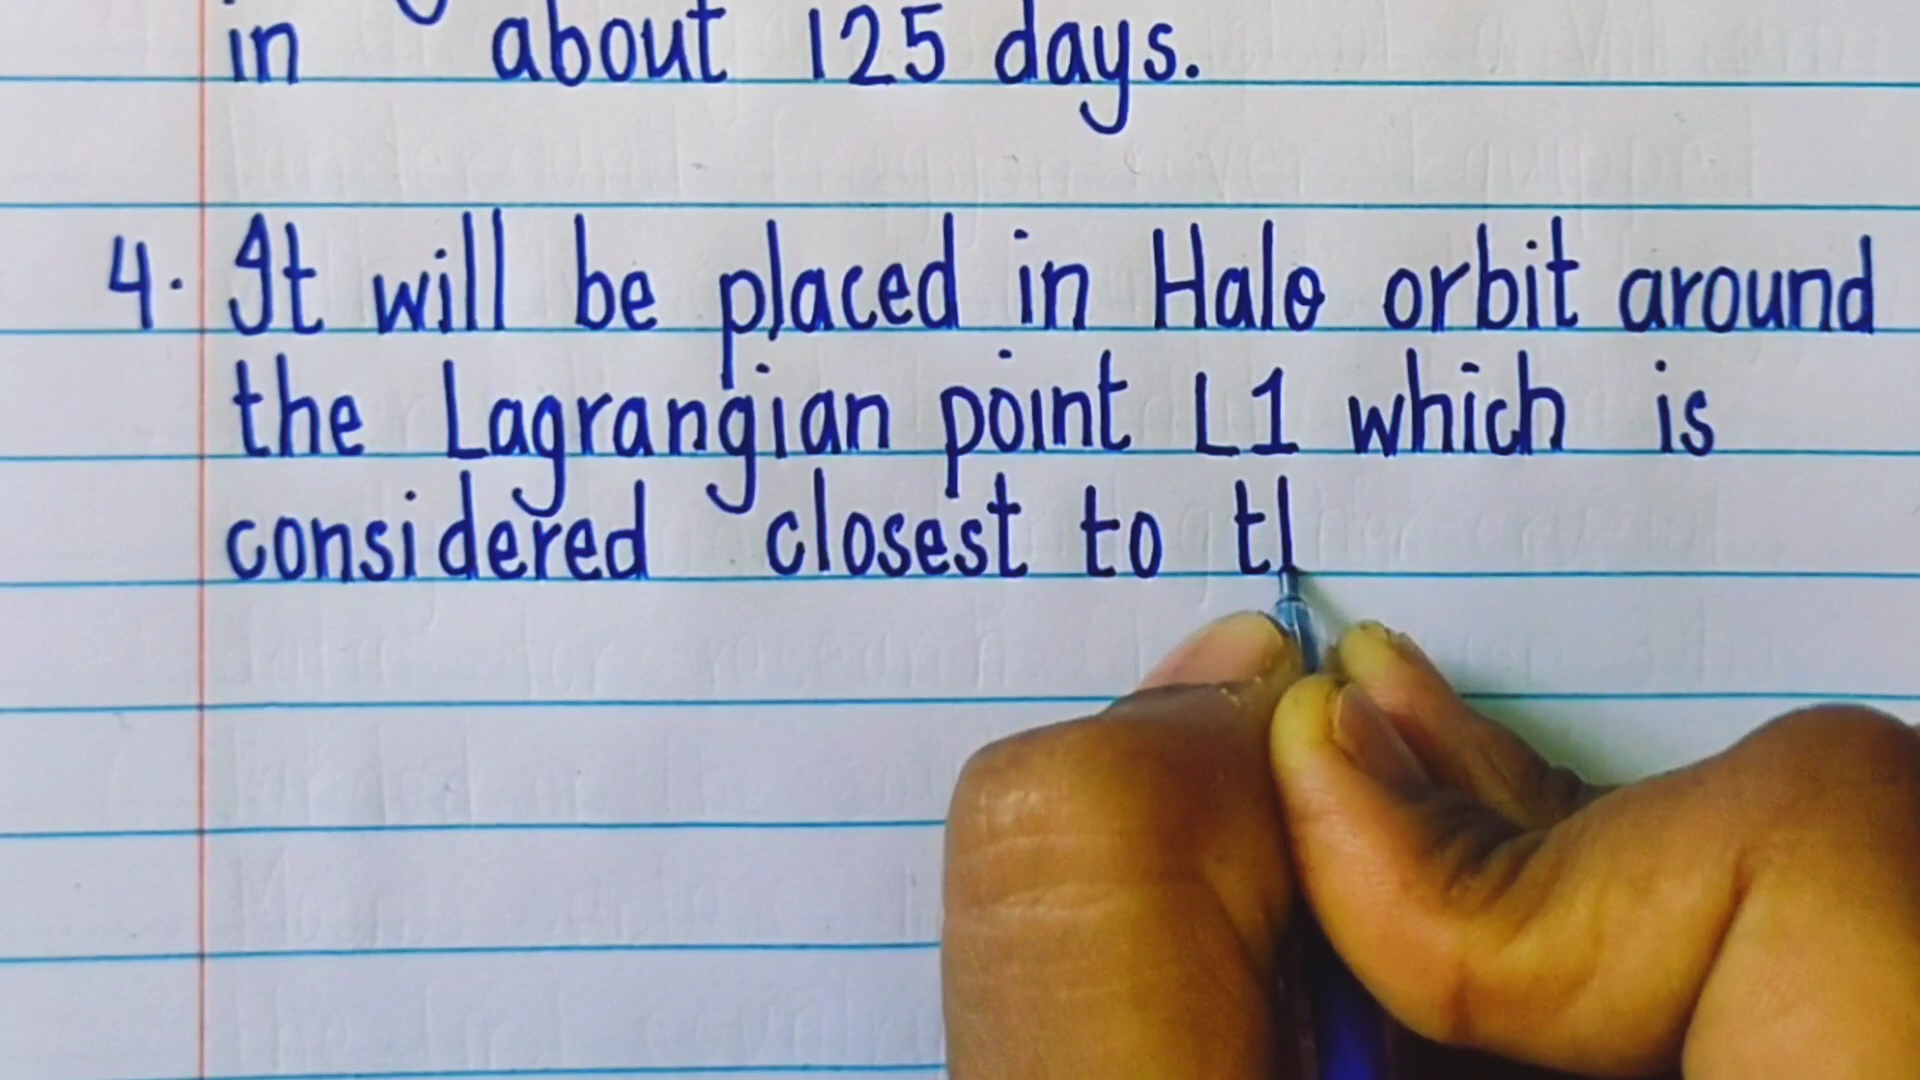 in about 125 days.
4. It will be placed in Halo orbit around
the Lagrangian point L1 which is
considered closest to tl